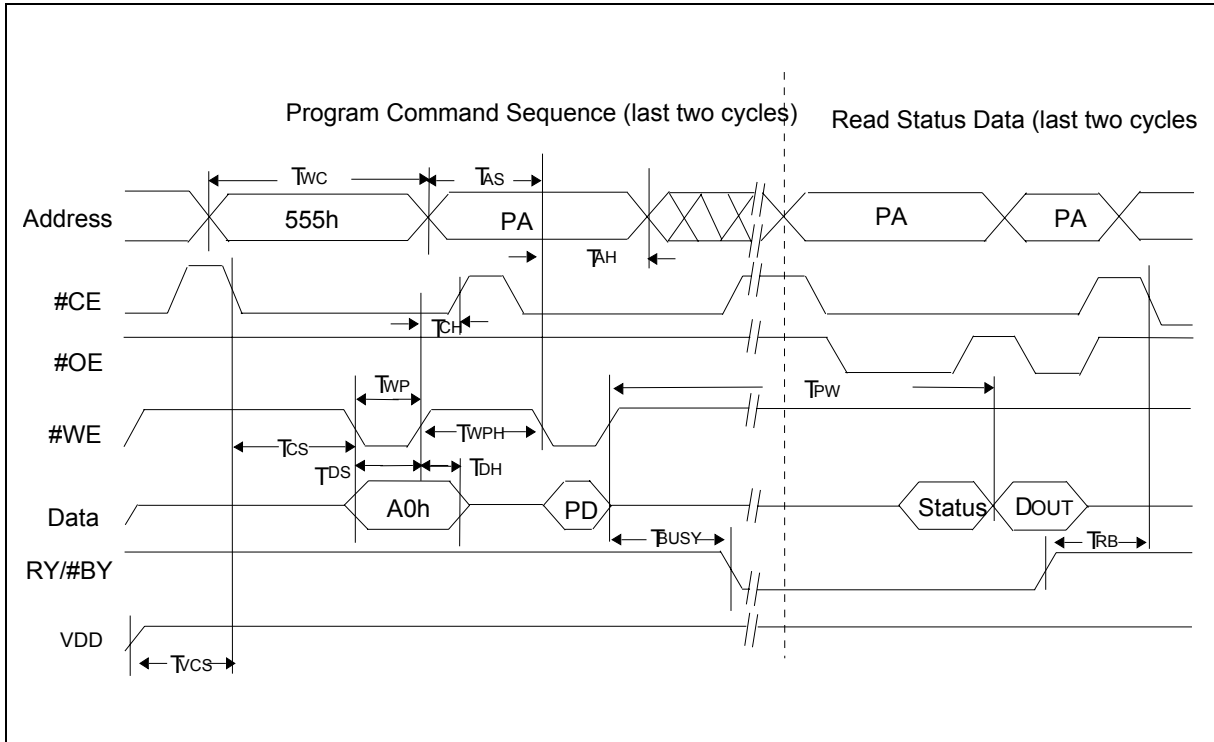 Program Command Sequence (last two cycles)
Read Status Data (last two cycles
TWC
TAS
Address
555h
PA
PA
PA
TAH
#CE
TCH
#OE
TWP
TPW
#WE
TCS
TWPH
TDS
TDH
Data
A0h
PD
Status
DOUT
TBUSY
TRB
RY/#BY
VDD
TVCS